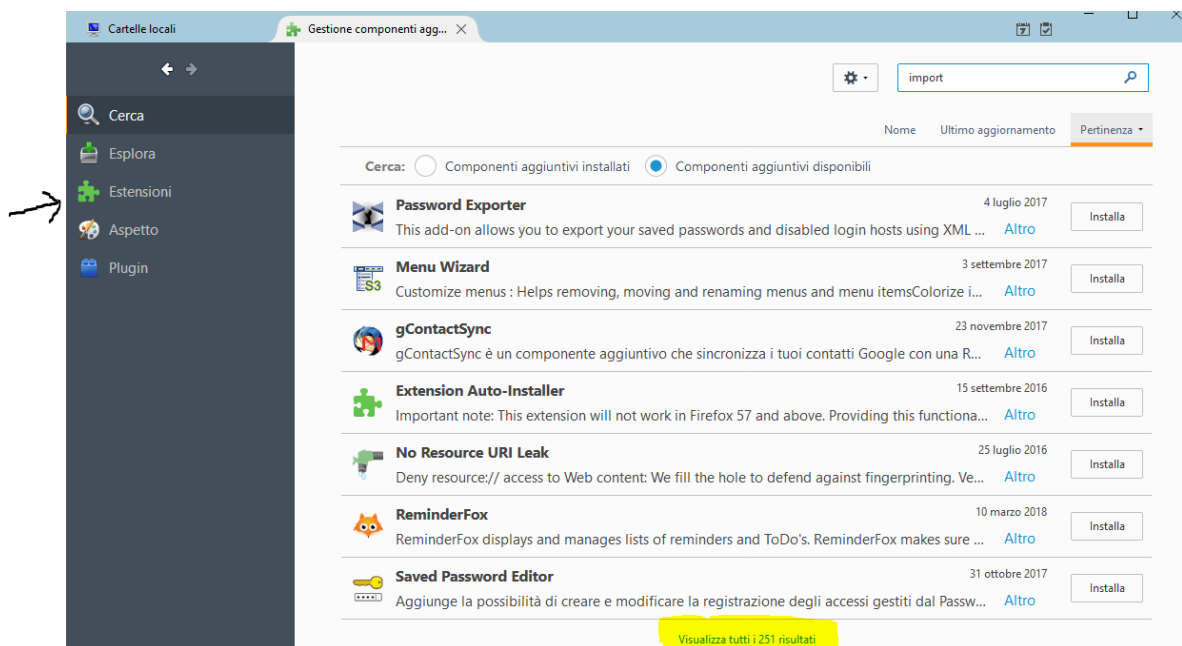 Cartelle locali
Gestione componenti agg...
import
Cerca
Nome Ultimo aggiornamento Pertinenza
Esplora
Cerca: Componenti aggiuntivi installati Componenti aggiuntivi disponibili
Estensioni
Password Exporter 4 luglio 2017
Installa
This add-on allows you to export your saved passwords and disabled login hosts using XML ... Altro
Aspetto
Plugin
Menu Wizard 3 settembre 2017
Installa
Customize menus : Helps removing, moving and renaming menus and menu itemsColorize i... Altro
S3
gContactSync 23 novembre 2017
Installa
gContactSync è un componente aggiuntivo che sincronizza i tuoi contatti Google con una R... Altro
Extension Auto-Installer 15 settembre 2016
Installa
Important note: This extension will not work in Firefox 57 and above. Providing this functiona... Altro
No Resource URI Leak 25 luglio 2016
Installa
Deny resource:// access to Web content: We fill the hole to defend against fingerprinting. Ve... Altro
ReminderFox 10 marzo 2018
Installa
ReminderFox displays and manages lists of reminders and ToDo's. ReminderFox makes sure ... Altro
Saved Password Editor 31 ottobre 2017
Installa
Aggiunge la possibilità di creare e modificare la registrazione degli accessi gestiti dal Passw... Altro
Visualizza tutti i 251 risultati